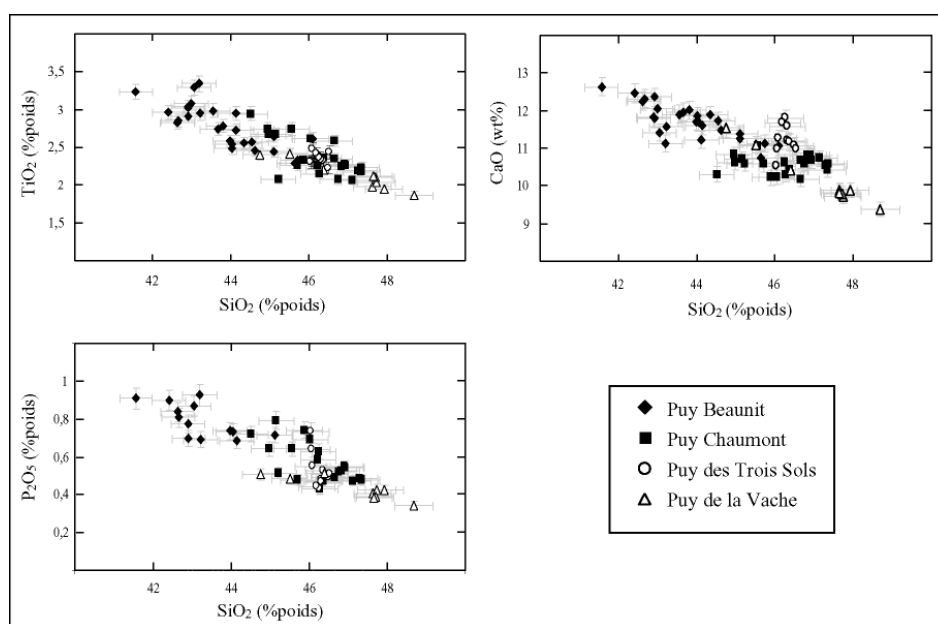 3,5
3
2,5
2
1,5
TiO₂ (%poids)
42 44 46 48
SiO₂ (%poids)
13
12
11
10
9
CaO (wt%)
42 44 46 48
SiO₂ (%poids)
1
0,8
0,6
0,4
0,2
P₂O₅ (%poids)
42 44 46 48
SiO₂ (%poids)
Puy Beaunit
Puy Chaumont
Puy des Trois Sols
Puy de la Vache